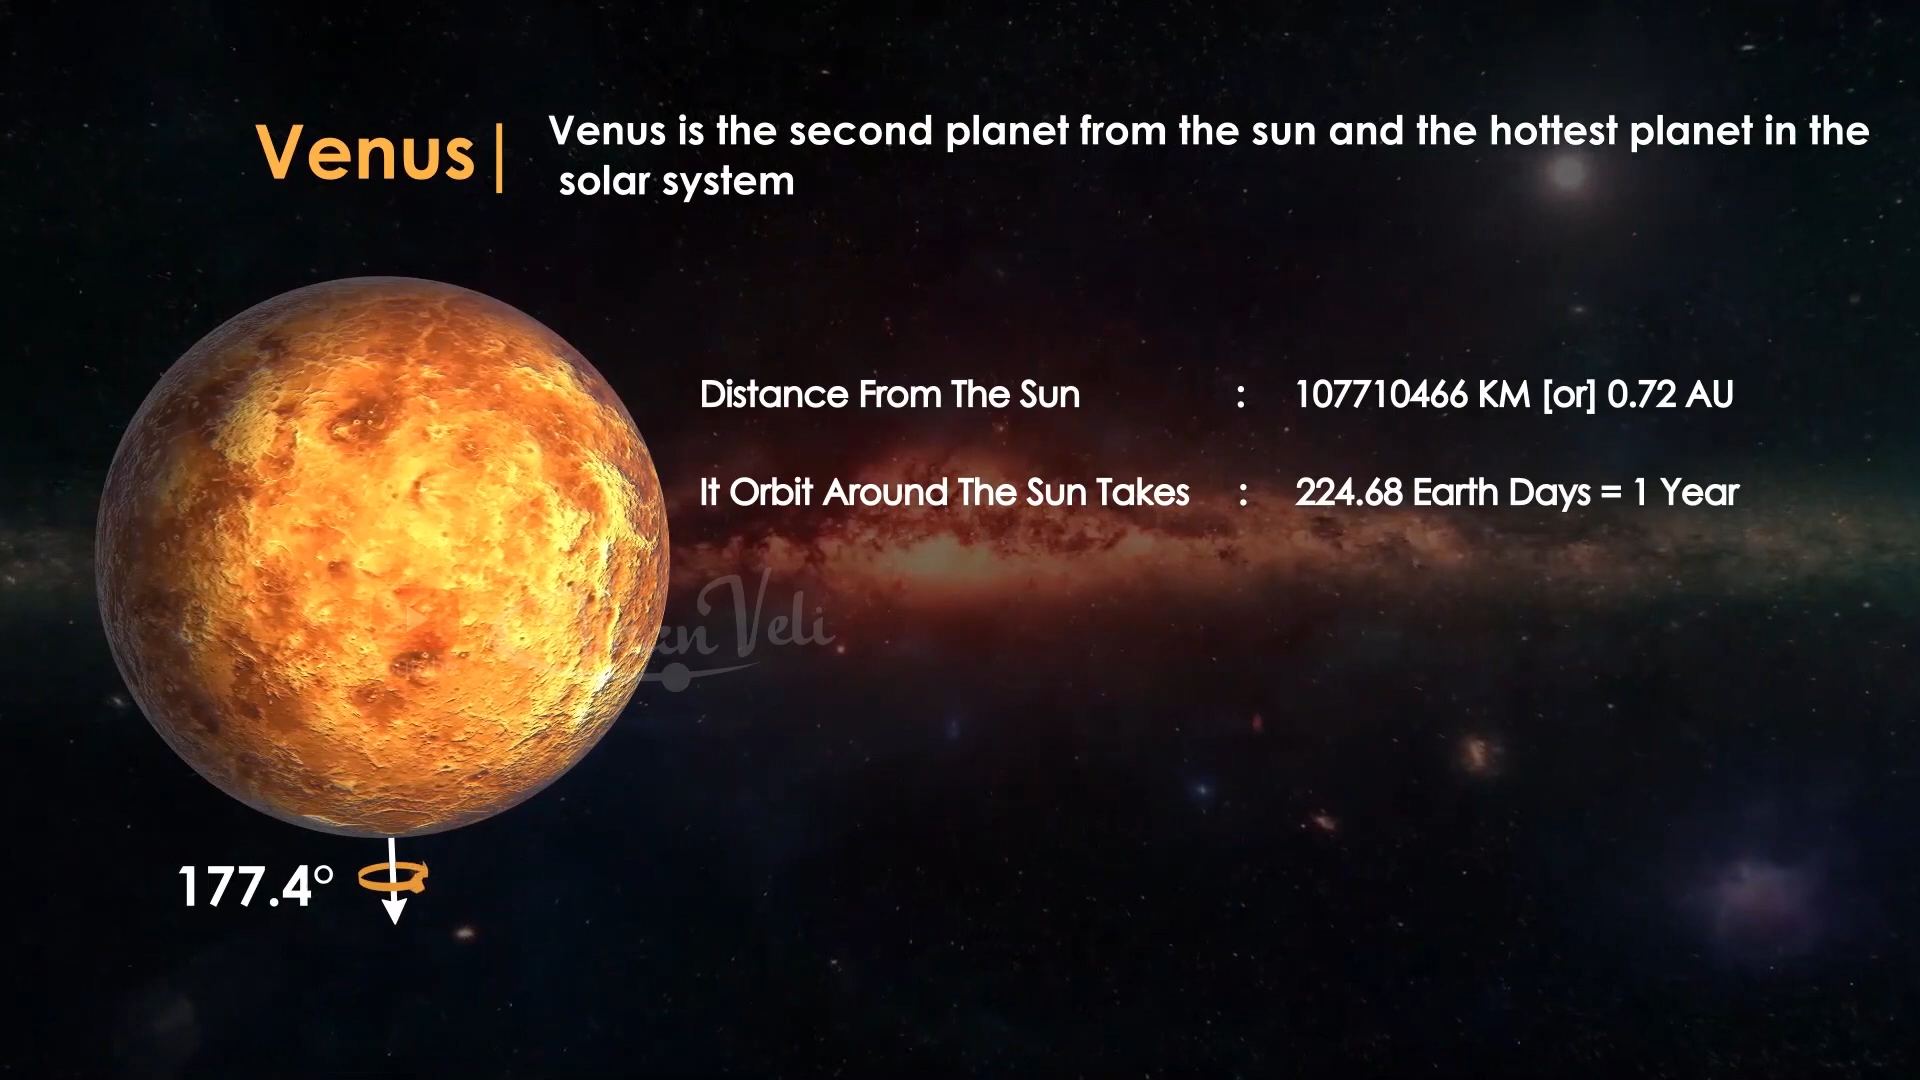 Venus|
Venus is the second planet from the sun and the hottest planet in the
solar system
Distance From The Sun : 107710466 KM [or] 0.72 AU
It Orbit Around The Sun Takes : 224.68 Earth Days = 1 Year
Veli
177.4°